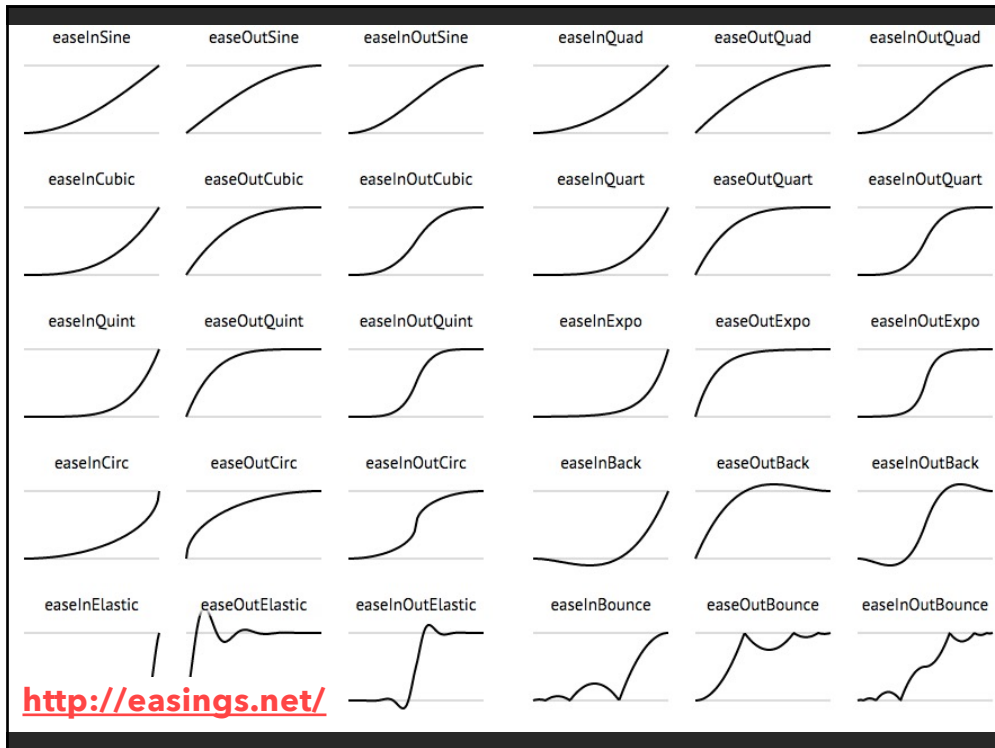 easeInSine easeOutSine easeInOutSine easeInQuad easeOutQuad easeInOutQuad
easeInCubic easeOutCubic easeInOutCubic easeInQuart easeOutQuart easeInOutQuart
easeInQuint easeOutQuint easeInOutQuint easeInExpo easeOutExpo easeInOutExpo
easeInCirc easeOutCirc easeInOutCirc easeInBack easeOutBack easeInOutBack
easeInElastic easeOutElastic easeInOutElastic easeInBounce easeOutBounce easeInOutBounce
http://easings.net/